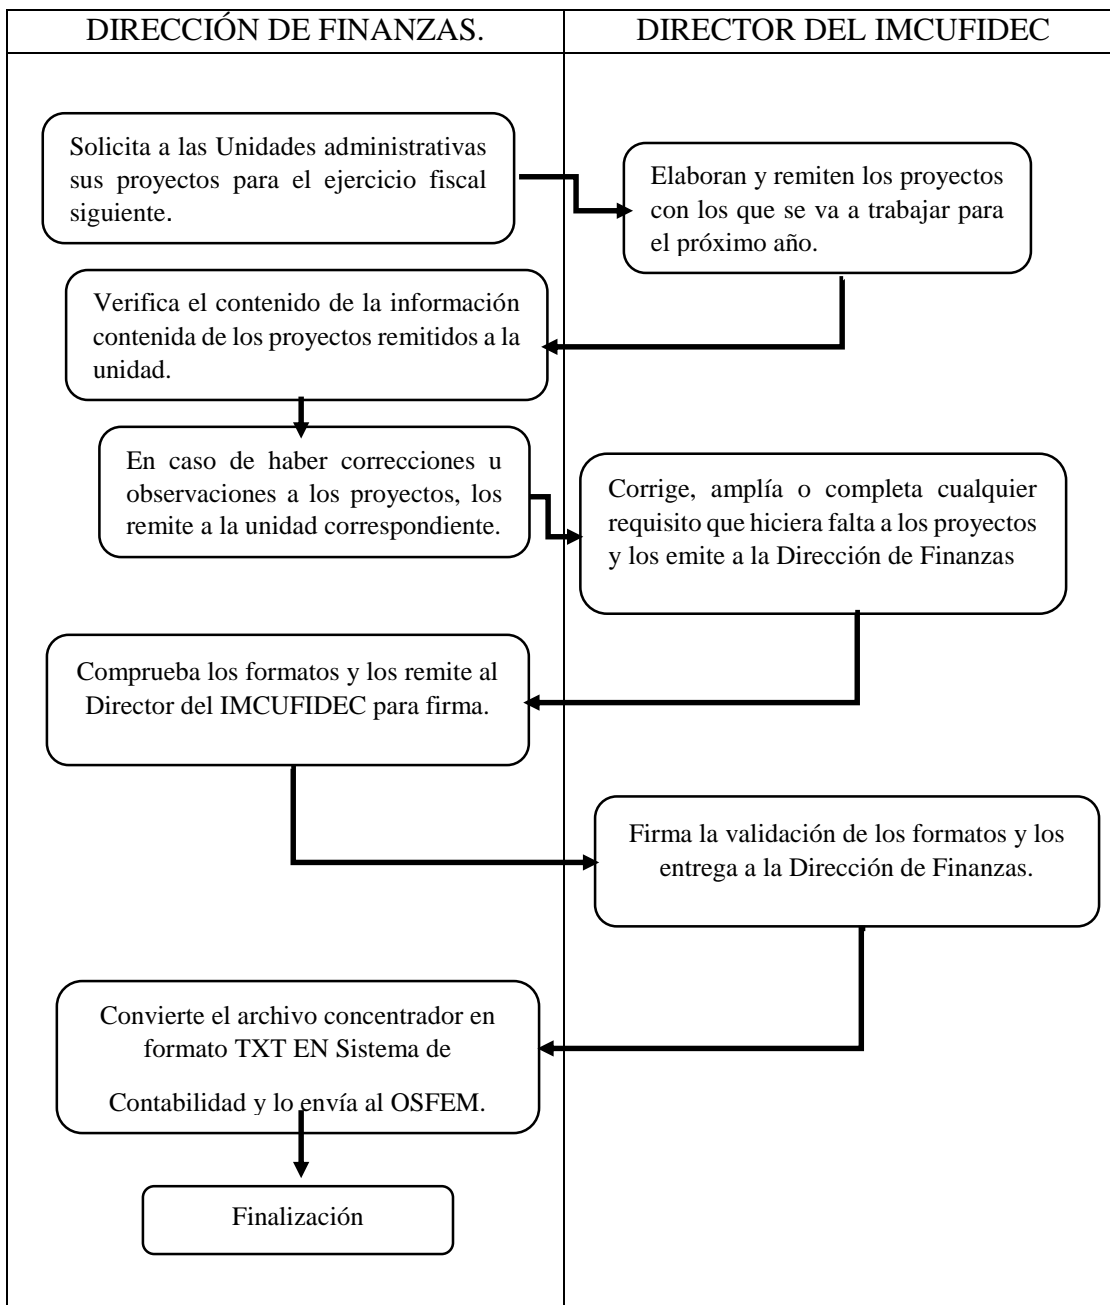 DIRECCIÓN DE FINANZAS.
DIRECTOR DEL IMCUFIDEC
Solicita a las Unidades administrativas
sus proyectos para el ejercicio fiscal
siguiente.
Elaboran y remiten los proyectos
con los que se va a trabajar para
el próximo año.
Verifica el contenido de la información
contenida de los proyectos remitidos a la
unidad.
En caso de haber correcciones u
observaciones a los proyectos, los
remite a la unidad correspondiente.
Corrige, amplía o completa cualquier
requisito que hiciera falta a los proyectos
y los emite a la Dirección de Finanzas
Comprueba los formatos y los remite al
Director del IMCUFIDEC para firma.
Firma la validación de los formatos y los
entrega a la Dirección de Finanzas.
Convierte el archivo concentrador en
formato TXT EN Sistema de
Contabilidad y lo envía al OSFEM.
Finalización